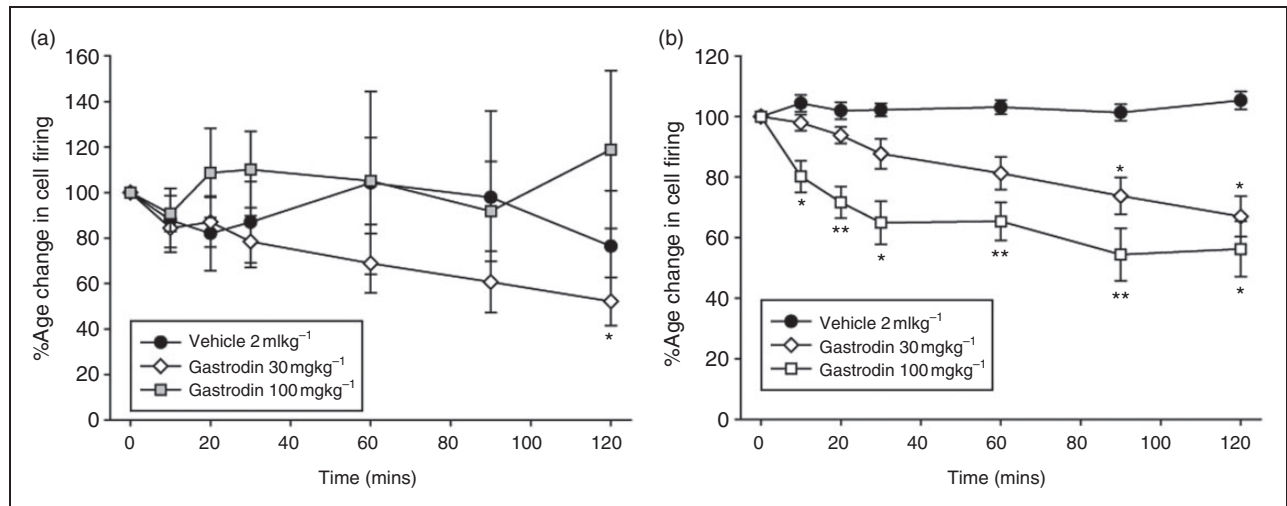 (a)
160
140
120
100
80
60
40
20
0
%Age change in cell firing
*
Vehicle 2 mlkg⁻¹
Gastrodin 30 mgkg⁻¹
Gastrodin 100 mgkg⁻¹
0 20 40 60 80 100 120
Time (mins)
(b)
120
100
80
60
40
20
0
%Age change in cell firing
* *
* ** * ** ** *
Vehicle 2 mlkg⁻¹
Gastrodin 30 mgkg⁻¹
Gastrodin 100 mgkg⁻¹
0 20 40 60 80 100 120
Time (mins)